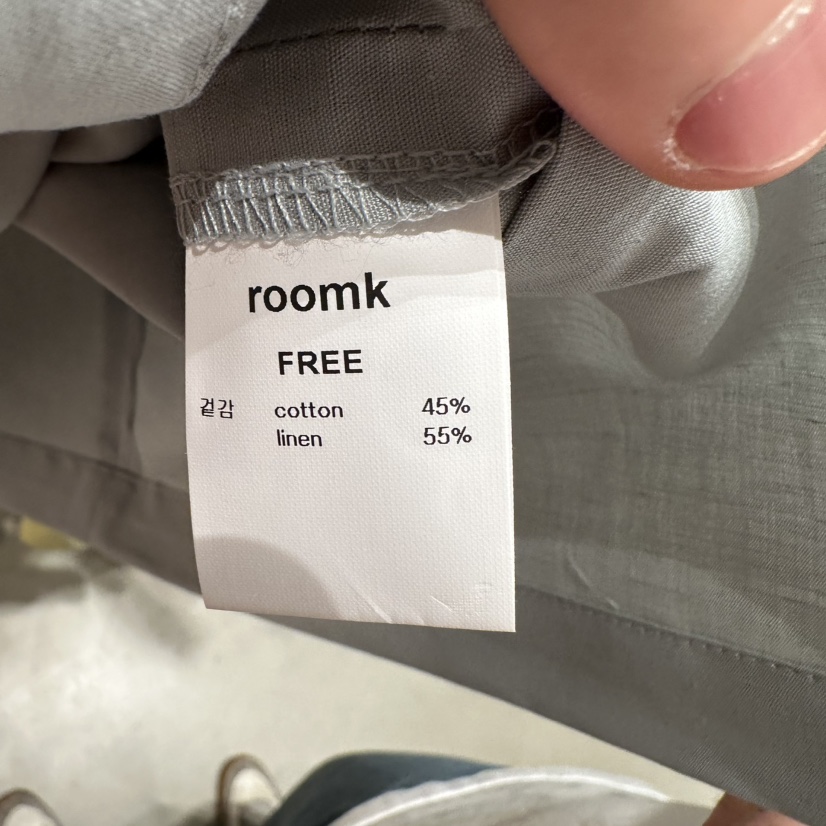 roomk
FREE
겉감 cotton 45%
linen 55%